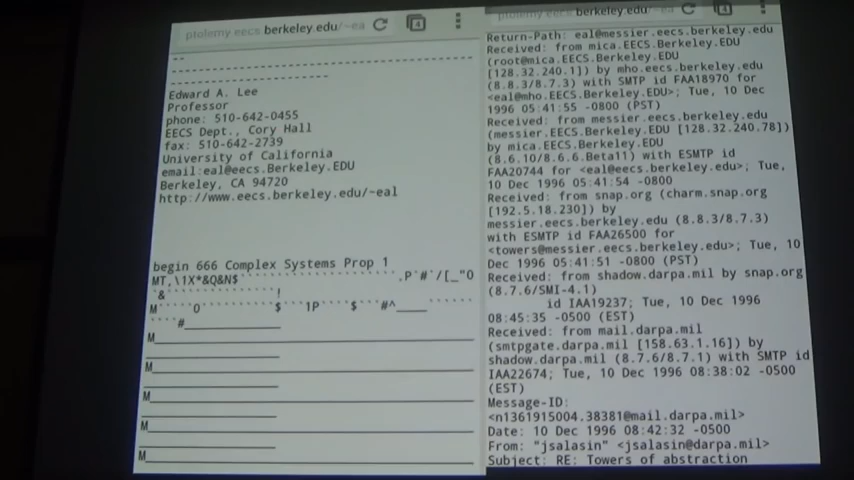 ptolemy.eecs.berkeley.edu/~ea
4
--
Edward A. Lee
Professor
phone: 510-642-0455
EECS Dept., Cory Hall
fax: 510-642-2739
University of California
email:eal@eecs.Berkeley.EDU
Berkeley, CA 94720
http://www.eecs.berkeley.edu/~eal
begin 666 Complex Systems Prop 1
ptolemy.eecs.berkeley.edu/~ea
4
Return-Path: eal@messier.eecs.berkeley.edu
Received: from mica.EECS.Berkeley.EDU
(root@mica.EECS.Berkeley.EDU
[128.32.240.1]) by mho.eecs.berkeley.edu
(8.8.3/8.7.3) with SMTP id FAA18970 for
<eal@mho.EECS.Berkeley.EDU>; Tue, 10 Dec
1996 05:41:55 -0800 (PST)
Received: from messier.eecs.berkeley.edu
(messier.EECS.Berkeley.EDU [128.32.240.78])
by mica.EECS.Berkeley.EDU
(8.6.10/8.6.6.Beta11) with ESMTP id
FAA20744 for <eal@eecs.berkeley.edu>; Tue,
10 Dec 1996 05:41:54 -0800
Received: from snap.org (charm.snap.org
[192.5.18.230]) by
messier.eecs.berkeley.edu (8.8.3/8.7.3)
with ESMTP id FAA26500 for
<towers@messier.eecs.berkeley.edu>; Tue, 10
Dec 1996 05:41:51 -0800 (PST)
Received: from shadow.darpa.mil by snap.org
(8.7.6/SMI-4.1)
id IAA19237; Tue, 10 Dec 1996
08:45:35 -0500 (EST)
Received: from mail.darpa.mil
(smtpgate.darpa.mil [158.63.1.16]) by
shadow.darpa.mil (8.7.6/8.7.1) with SMTP id
IAA22674; Tue, 10 Dec 1996 08:38:02 -0500
(EST)
Message-ID:
<n1361915004.38381@mail.darpa.mil>
Date: 10 Dec 1996 08:42:32 -0500
From: "jsalasin" <jsalasin@darpa.mil>
Subject: RE: Towers of abstraction